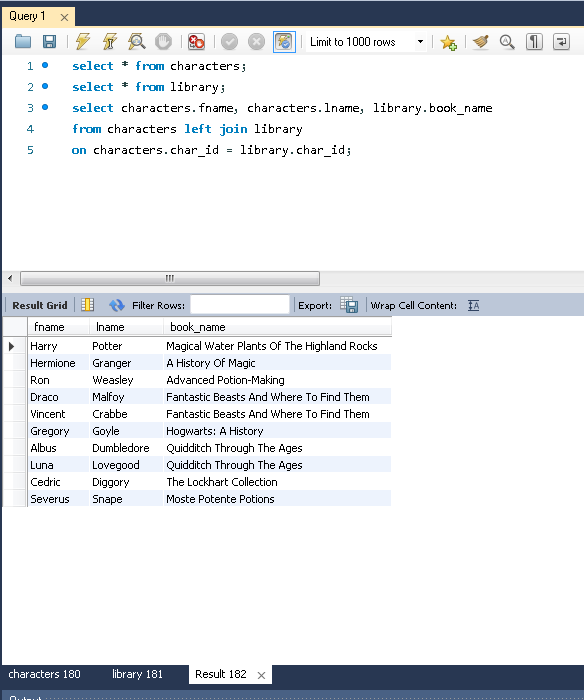 Query 1
Limit to 1000 rows
1 select * from characters;
2 select * from library;
3 select characters.fname, characters.lname, library.book_name
4 from characters left join library
5 on characters.char_id = library.char_id;
Result Grid Filter Rows: Export: Wrap Cell Content:
fname lname book_name
Harry Potter Magical Water Plants Of The Highland Rocks
Hermione Granger A History Of Magic
Ron Weasley Advanced Potion-Making
Draco Malfoy Fantastic Beasts And Where To Find Them
Vincent Crabbe Fantastic Beasts And Where To Find Them
Gregory Goyle Hogwarts: A History
Albus Dumbledore Quidditch Through The Ages
Luna Lovegood Quidditch Through The Ages
Cedric Diggory The Lockhart Collection
Severus Snape Moste Potente Potions
characters 180 library 181 Result 182
Output